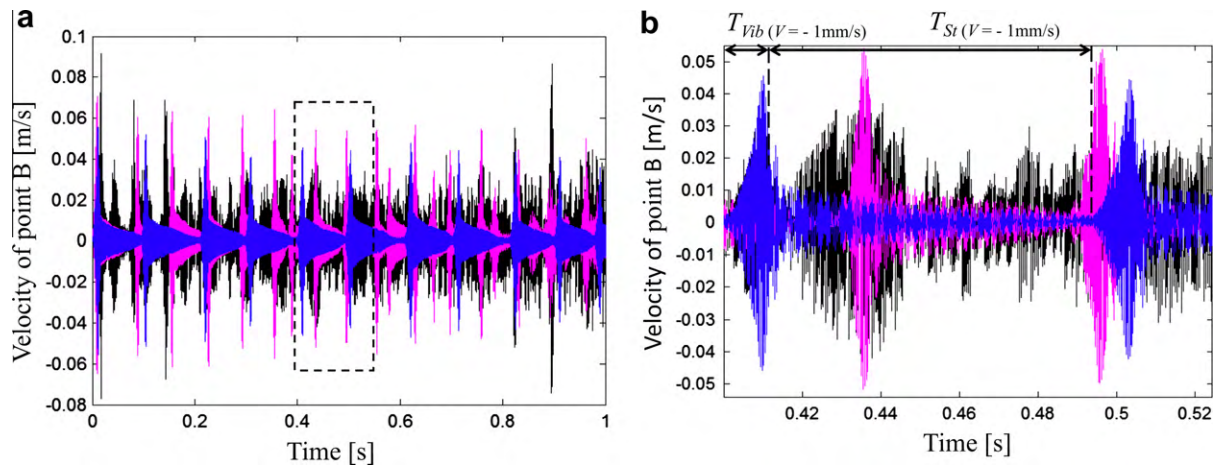 a
0.1
0.08
0.06
0.04
0.02
0
-0.02
-0.04
-0.06
-0.08
Velocity of point B [m/s]
0 0.2 0.4 0.6 0.8 1
Time [s]
b
T Vib (V = - 1mm/s) T St (V = - 1mm/s)
0.05
0.04
0.03
0.02
0.01
0
-0.01
-0.02
-0.03
-0.04
-0.05
Velocity of point B [m/s]
0.42 0.44 0.46 0.48 0.5 0.52
Time [s]